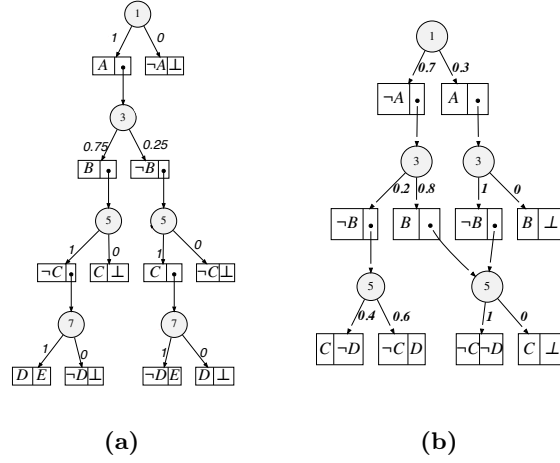 1
1 0
A ¬A ⊥
3
0.75 0.25
B ¬B
5 5
1 0 1 0
¬C C ⊥ C ¬C ⊥
7 7
1 0 1 0
D E ¬D ⊥ ¬D E D ⊥
(a)
1
0.7 0.3
¬A A
3 3
0.2 0.8 1 0
¬B B ¬B B ⊥
5 5
0.4 0.6 1 0
C ¬D ¬C D ¬C ¬D C ⊥
(b)